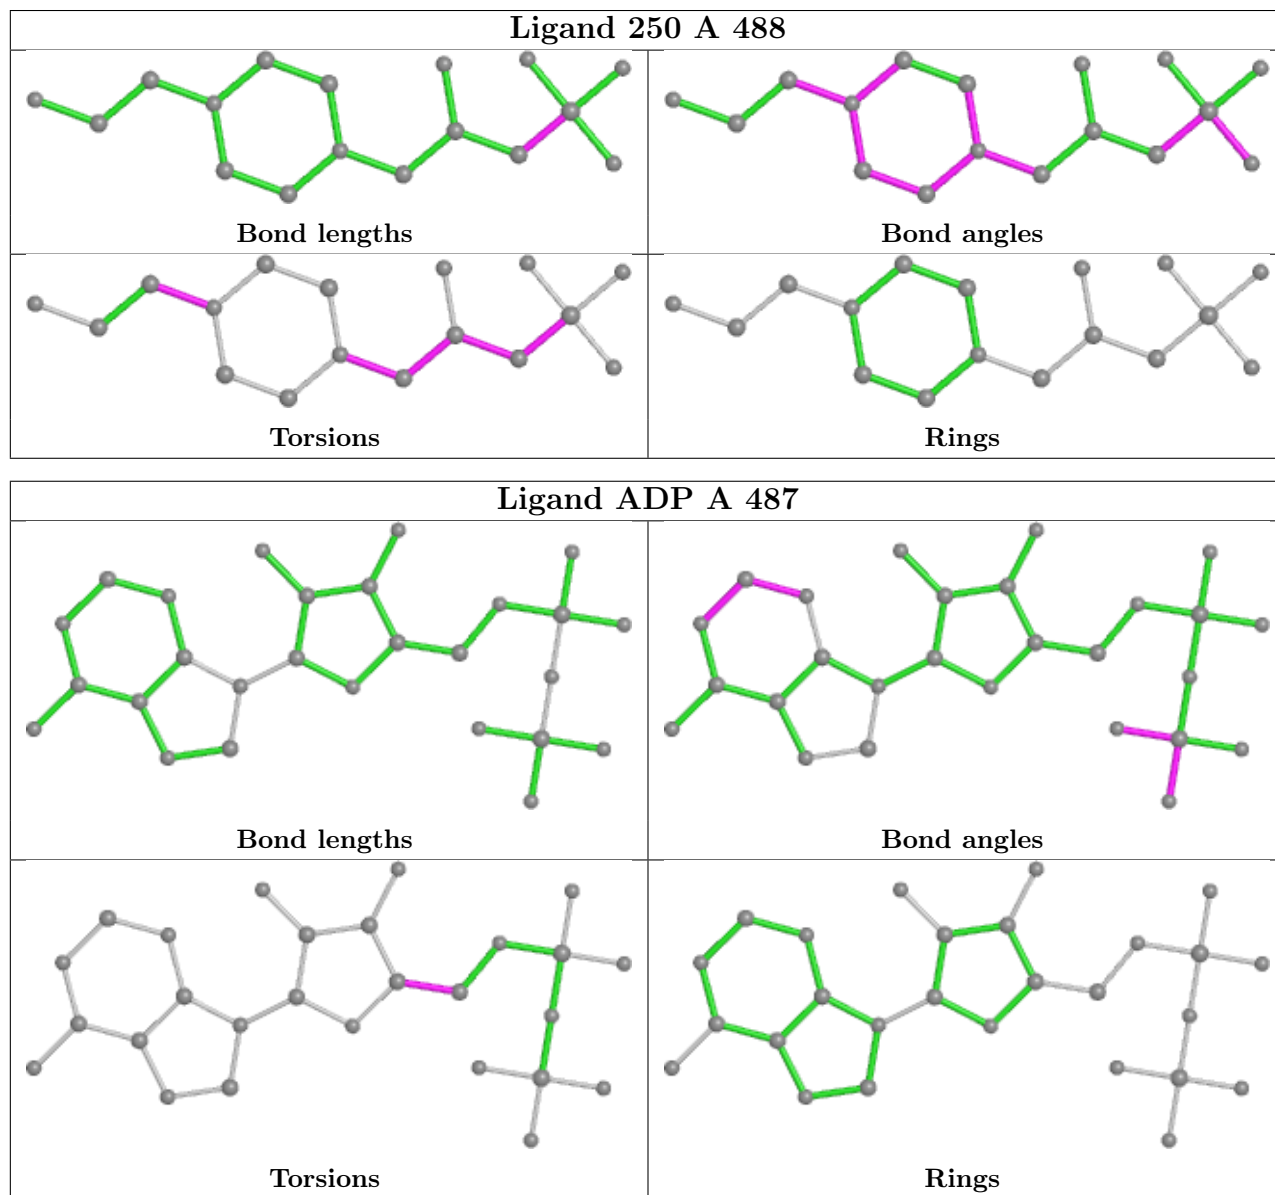 Ligand 250 A 488
Bond lengths
Bond angles
Torsions
Rings
Ligand ADP A 487
Bond lengths
Bond angles
Torsions
Rings